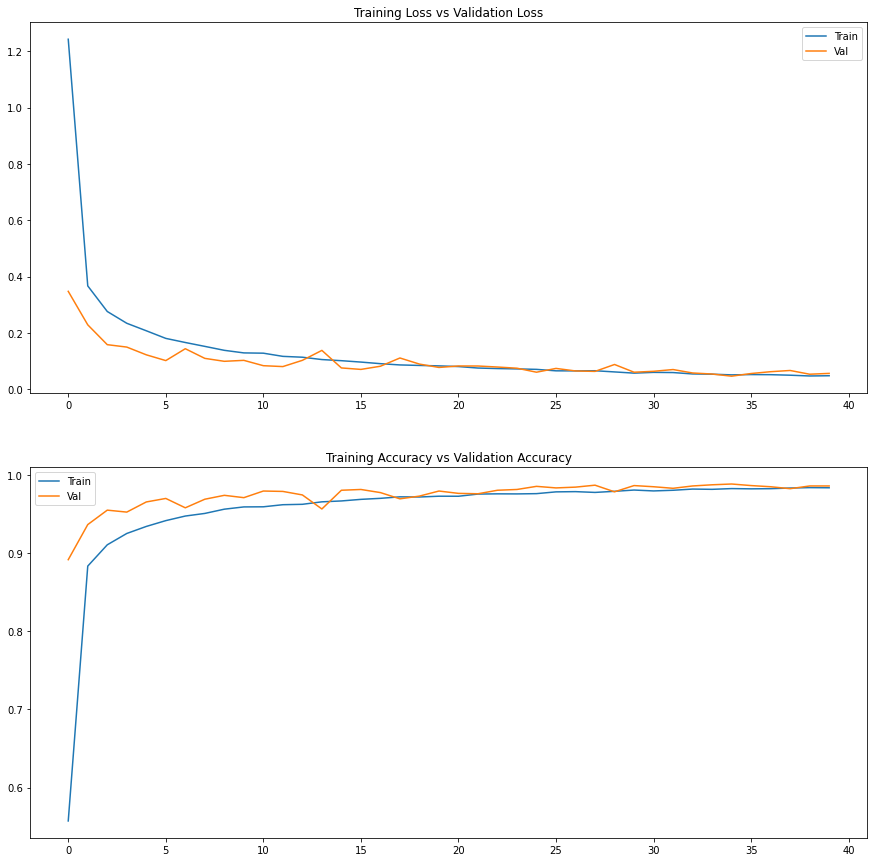 Training Loss vs Validation Loss
Train
Val
1.2
1.0
0.8
0.6
0.4
0.2
0.0
0 5 10 15 20 25 30 35 40
Training Accuracy vs Validation Accuracy
Train
Val
1.0
0.9
0.8
0.7
0.6
0 5 10 15 20 25 30 35 40